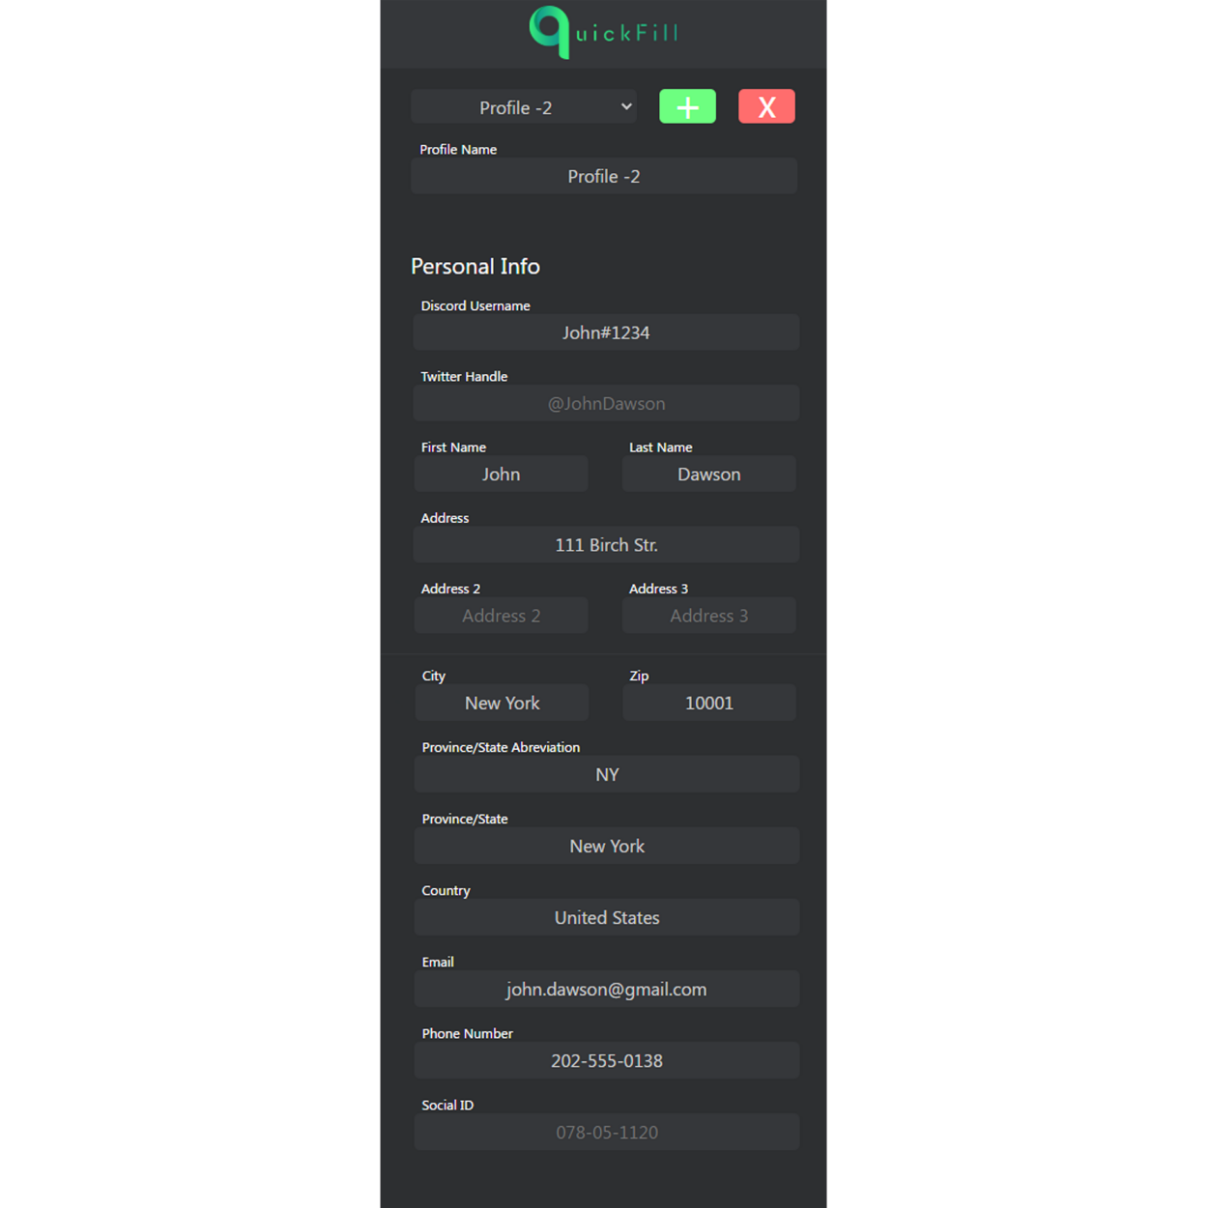 QuickFill
Profile -2
+ X
Profile Name
Profile -2
Personal Info
Discord Username
John#1234
Twitter Handle
@JohnDawson
First Name Last Name
John Dawson
Address
111 Birch Str.
Address 2 Address 3
Address 2 Address 3
City Zip
New York 10001
Province/State Abreviation
NY
Province/State
New York
Country
United States
Email
john.dawson@gmail.com
Phone Number
202-555-0138
Social ID
078-05-1120